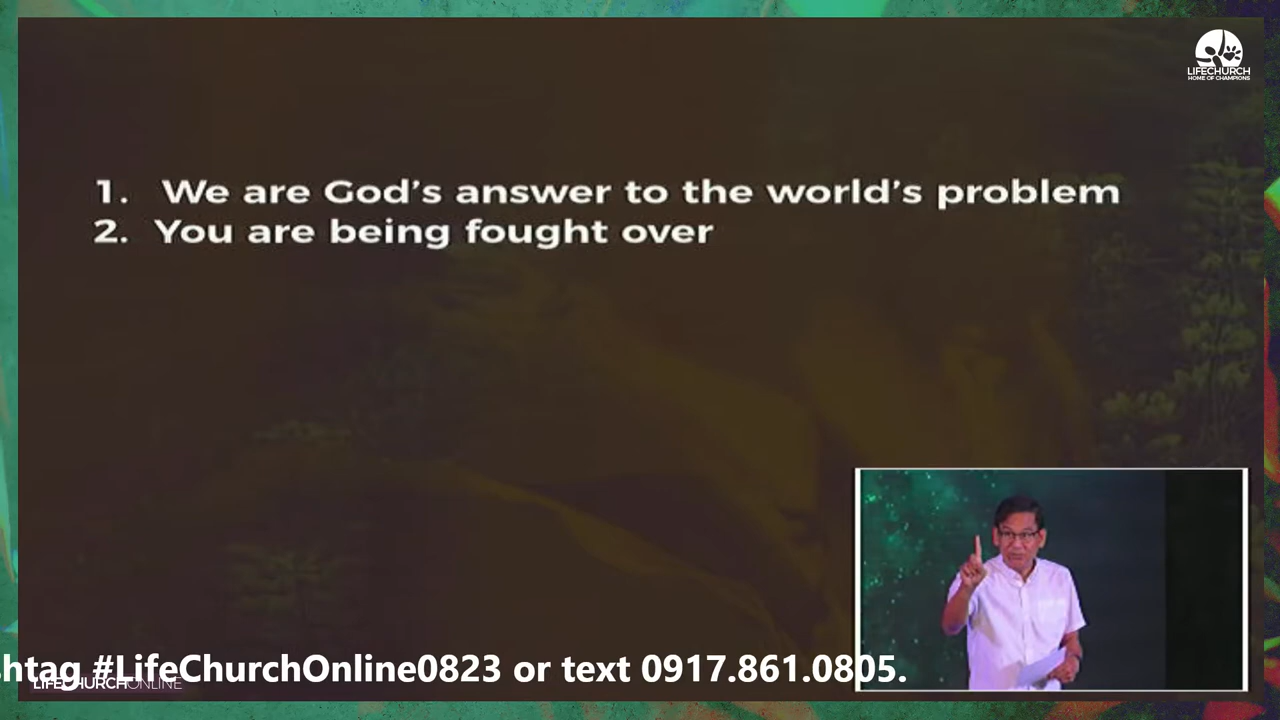 LIFECHURCH
HOME OF CHAMPIONS
1. We are God's answer to the world's problem
2. You are being fought over
htag #LifeChurchOnline0823 or text 0917.861.0805.
LIFECHURCHONLINE